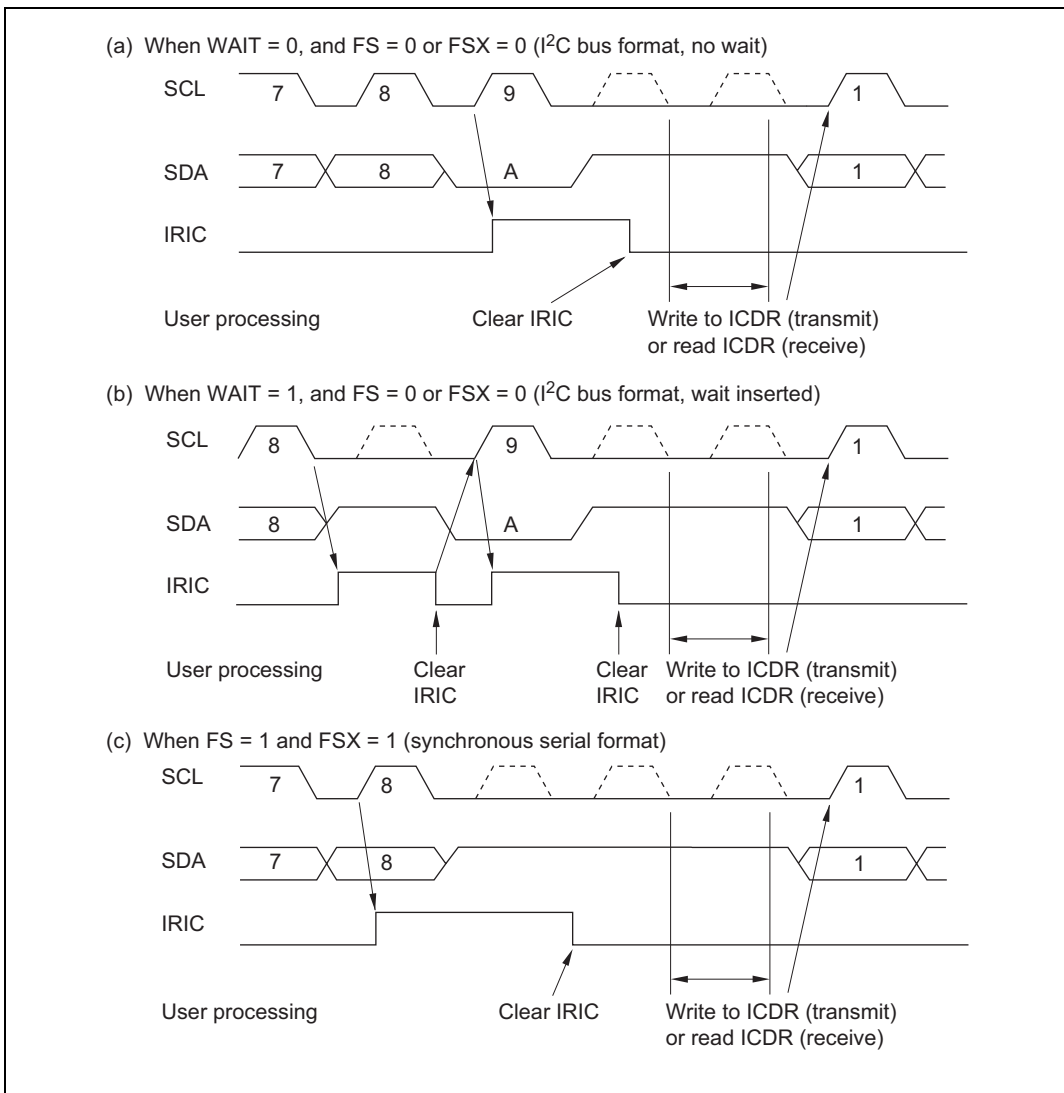 (a) When WAIT = 0, and FS = 0 or FSX = 0 (I²C bus format, no wait)
SCL
7 8 9 1
SDA
7 8 A 1
IRIC
User processing Clear IRIC Write to ICDR (transmit)
or read ICDR (receive)
(b) When WAIT = 1, and FS = 0 or FSX = 0 (I²C bus format, wait inserted)
SCL
8 9 1
SDA
8 A 1
IRIC
User processing Clear Clear Write to ICDR (transmit)
IRIC IRIC or read ICDR (receive)
(c) When FS = 1 and FSX = 1 (synchronous serial format)
SCL
7 8 1
SDA
7 8 1
IRIC
User processing Clear IRIC Write to ICDR (transmit)
or read ICDR (receive)